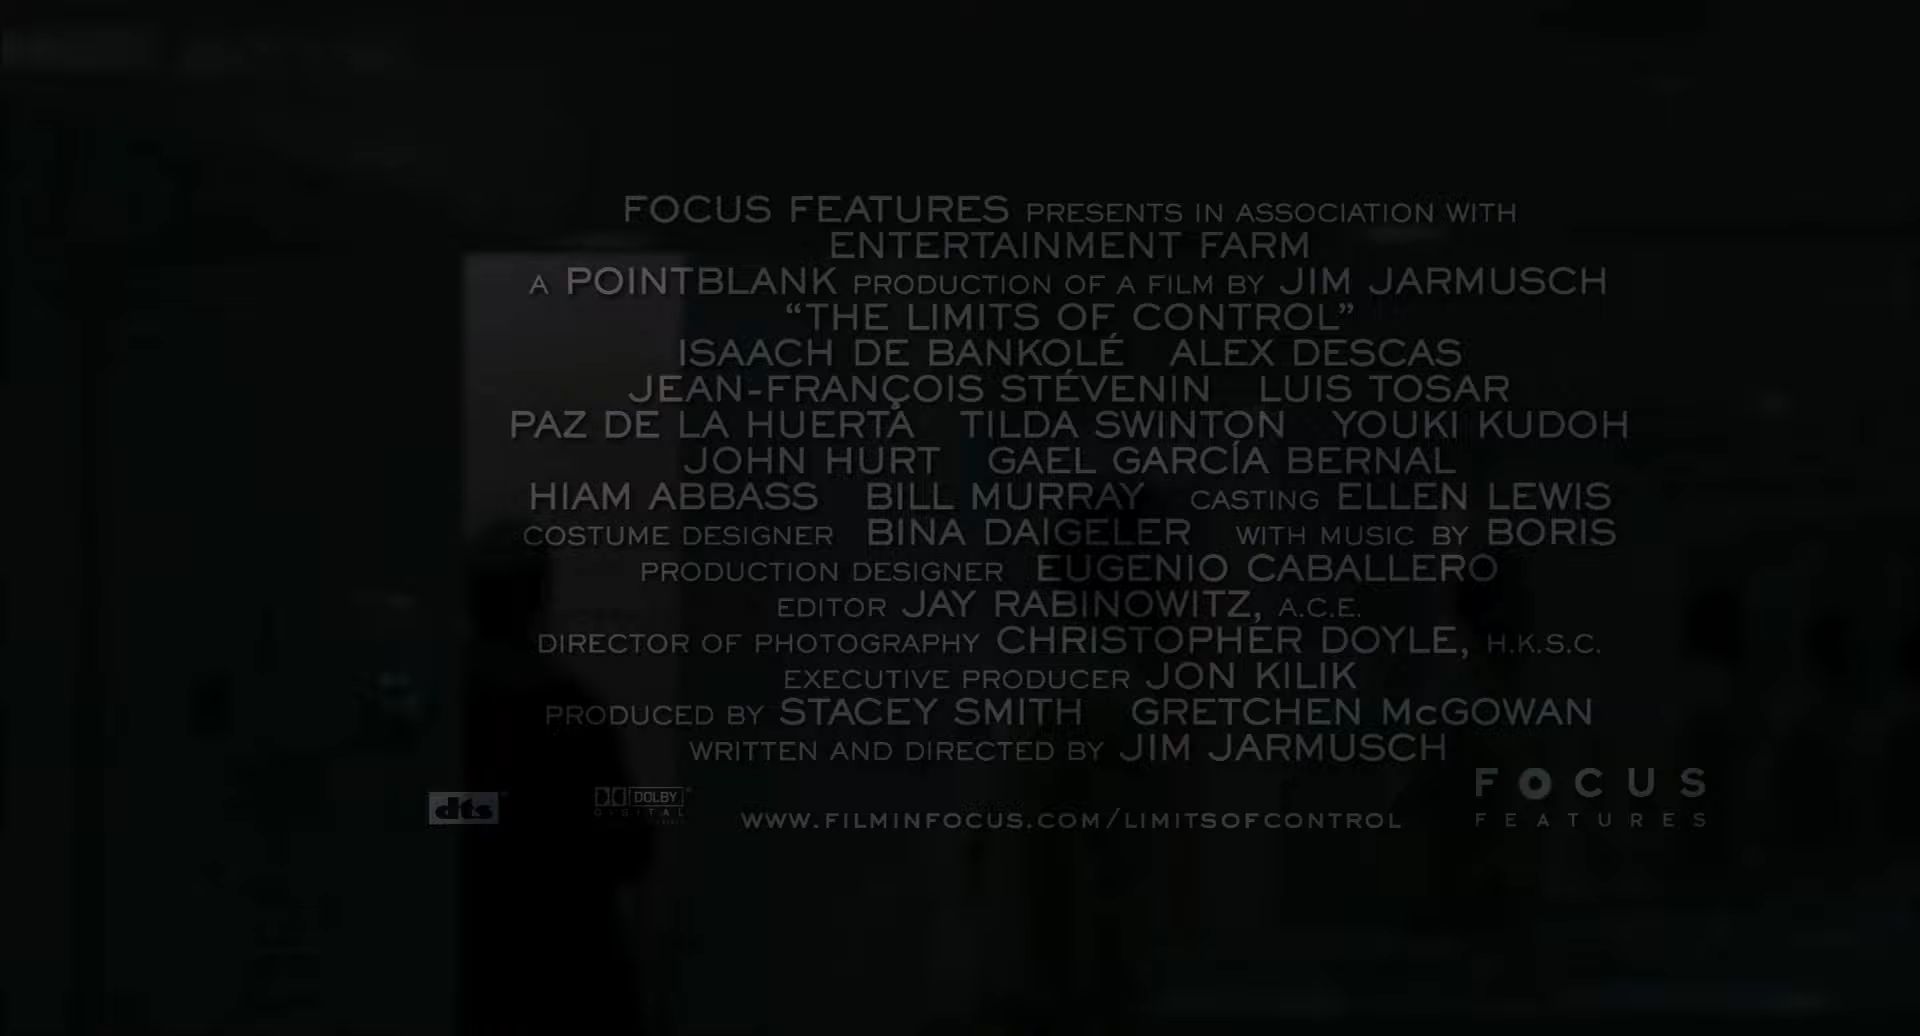 FOCUS FEATURES PRESENTS IN ASSOCIATION WITH
ENTERTAINMENT FARM
A POINTBLANK PRODUCTION OF A FILM BY JIM JARMUSCH
“THE LIMITS OF CONTROL”
ISAACH DE BANKOLÉ ALEX DESCAS
JEAN-FRANÇOIS STÉVENIN LUIS TOSAR
PAZ DE LA HUERTA TILDA SWINTON YOUKI KUDOH
JOHN HURT GAEL GARCÍA BERNAL
HIAM ABBASS BILL MURRAY CASTING ELLEN LEWIS
COSTUME DESIGNER BINA DAIGELER WITH MUSIC BY BORIS
PRODUCTION DESIGNER EUGENIO CABALLERO
EDITOR JAY RABINOWITZ, A.C.E.
DIRECTOR OF PHOTOGRAPHY CHRISTOPHER DOYLE, H.K.S.C.
EXECUTIVE PRODUCER JON KILIK
PRODUCED BY STACEY SMITH GRETCHEN McGOWAN
WRITTEN AND DIRECTED BY JIM JARMUSCH
dts DOLBY
DIGITAL
WWW.FILMINFOCUS.COM/LIMITSOFCONTROL
FOCUS
FEATURES